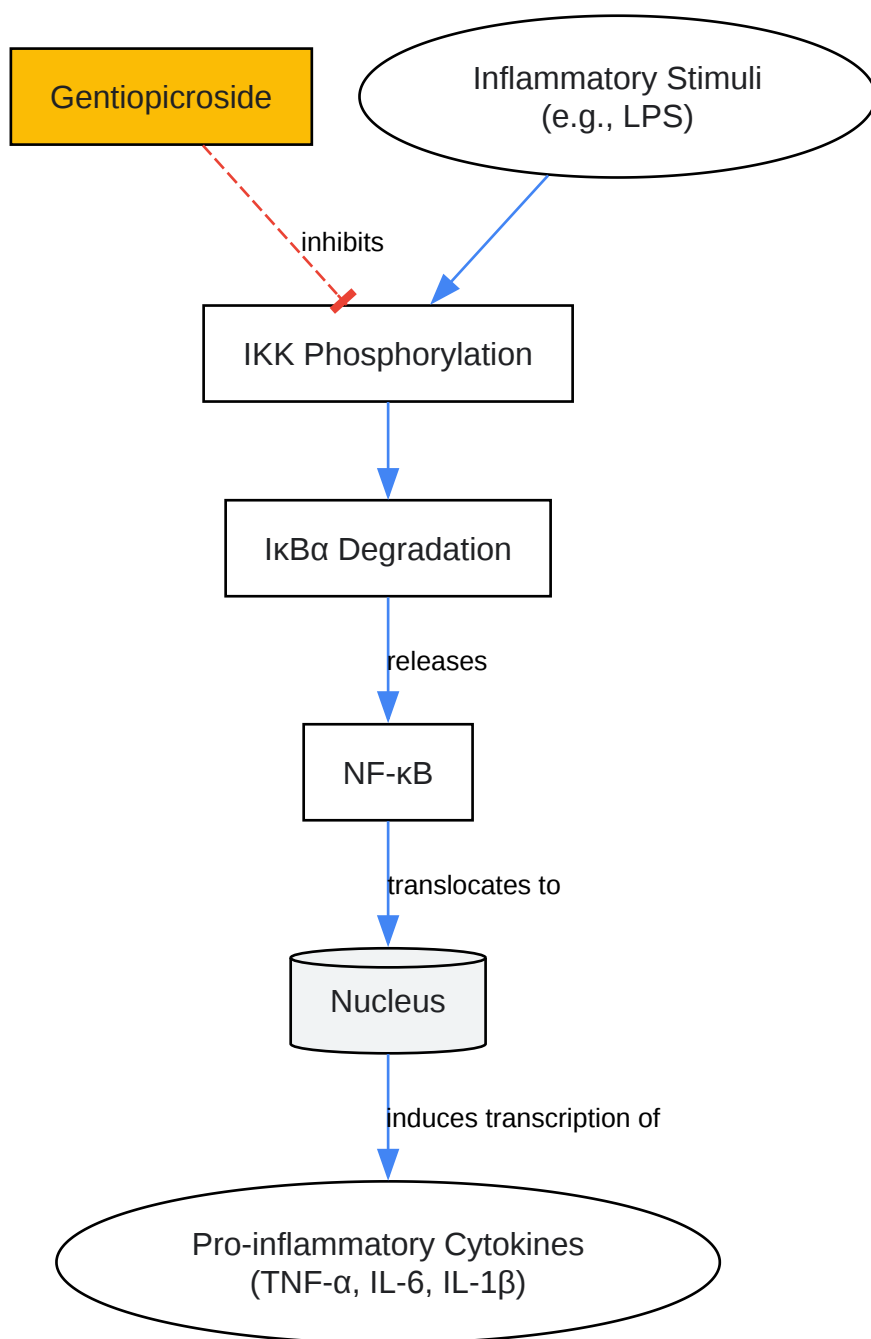 Gentiopicroside
Inflammatory Stimuli
(e.g., LPS)
inhibits
IKK Phosphorylation
IκBα Degradation
releases
NF-κB
translocates to
Nucleus
induces transcription of
Pro-inflammatory Cytokines
(TNF-α, IL-6, IL-1β)